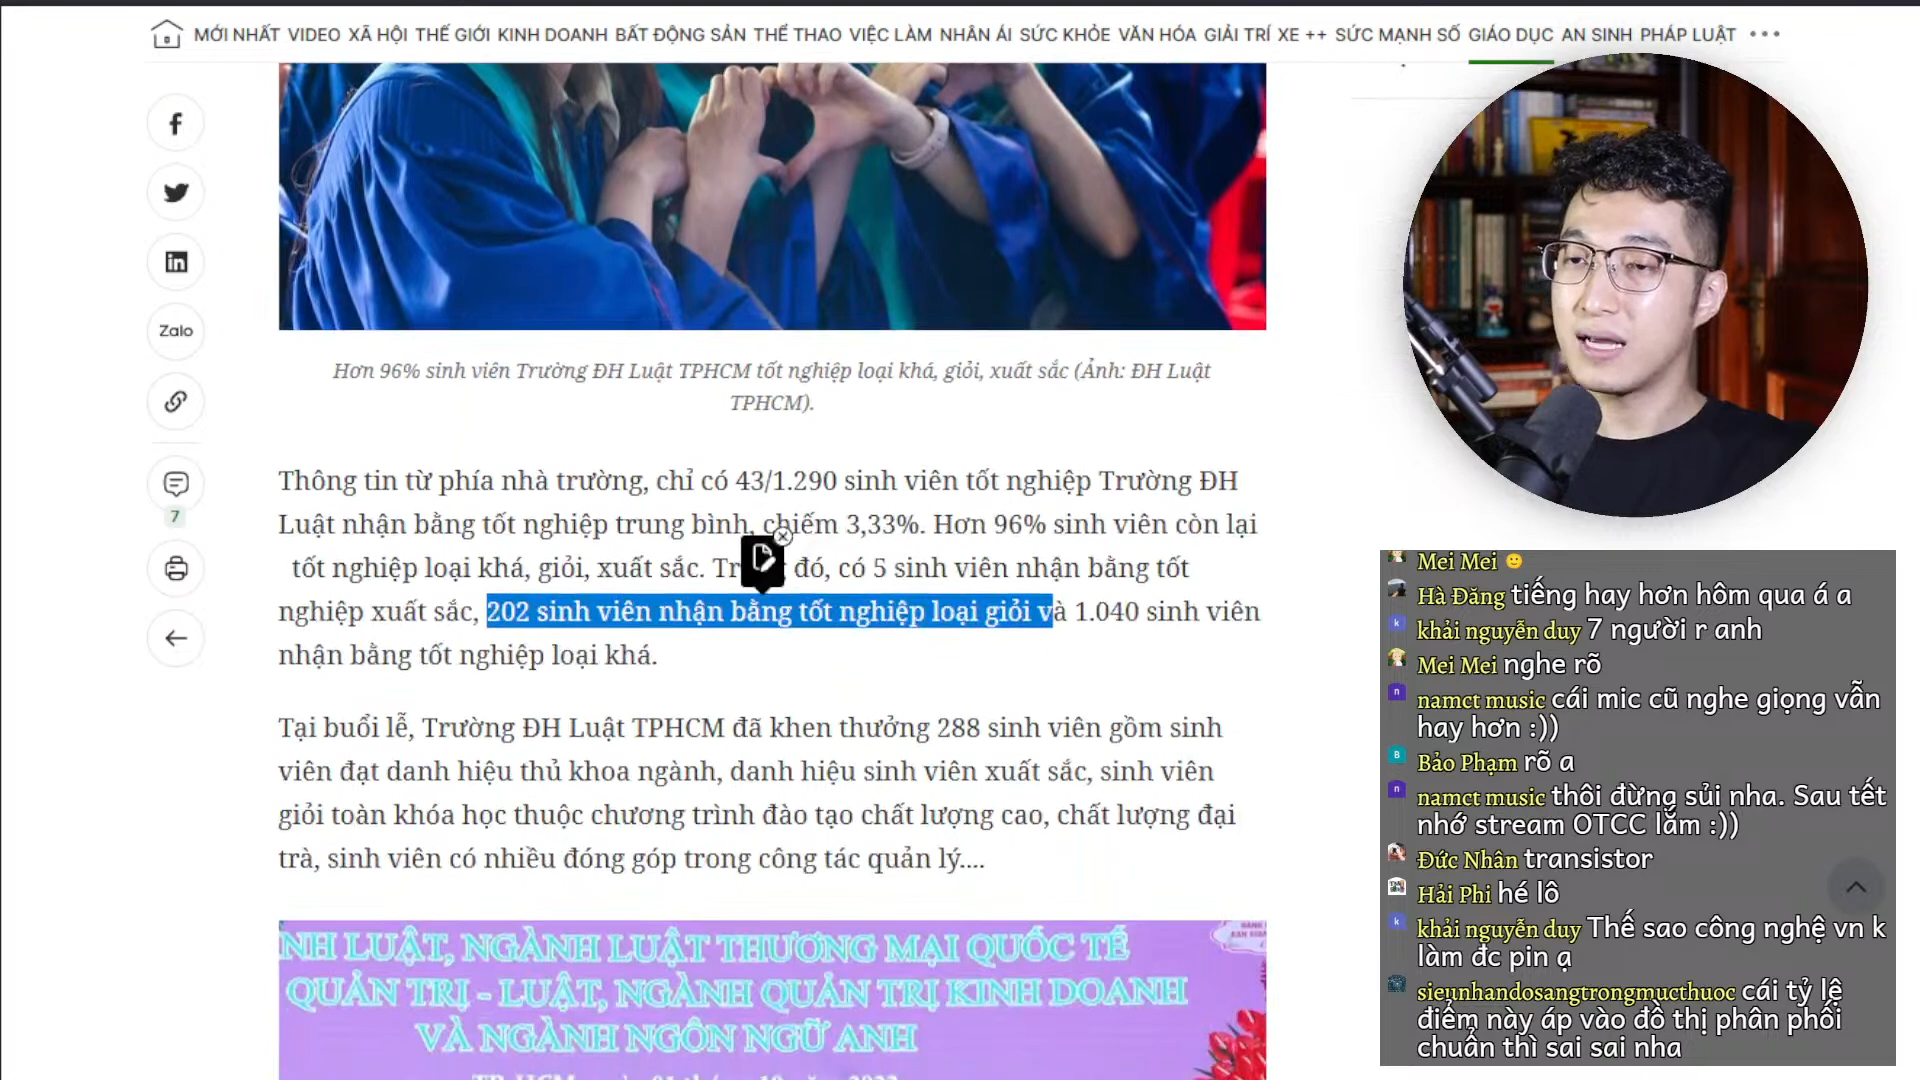 MỚI NHẤT VIDEO XÃ HỘI THẾ GIỚI KINH DOANH BẤT ĐỘNG SẢN THỂ THAO VIỆC LÀM NHÂN ÁI SỨC KHỎE VĂN HÓA GIẢI TRÍ XE ++ SỨC MẠNH SỐ GIÁO DỤC AN SINH PHÁP LUẬT
Zalo
7
Hơn 96% sinh viên Trường ĐH Luật TPHCM tốt nghiệp loại khá, giỏi, xuất sắc (Ảnh: ĐH Luật
TPHCM).
Thông tin từ phía nhà trường, chỉ có 43/1.290 sinh viên tốt nghiệp Trường ĐH
Luật nhận bằng tốt nghiệp trung bình, chiếm 3,33%. Hơn 96% sinh viên còn lại
tốt nghiệp loại khá, giỏi, xuất sắc. Tr đó, có 5 sinh viên nhận bằng tốt
nghiệp xuất sắc, 202 sinh viên nhận bằng tốt nghiệp loại giỏi và 1.040 sinh viên
nhận bằng tốt nghiệp loại khá.
Tại buổi lễ, Trường ĐH Luật TPHCM đã khen thưởng 288 sinh viên gồm sinh
viên đạt danh hiệu thủ khoa ngành, danh hiệu sinh viên xuất sắc, sinh viên
giỏi toàn khóa học thuộc chương trình đào tạo chất lượng cao, chất lượng đại
trà, sinh viên có nhiều đóng góp trong công tác quản lý....
NH LUẬT, NGÀNH LUẬT THƯƠNG MẠI QUỐC TẾ
QUẢN TRỊ - LUẬT, NGÀNH QUẢN TRỊ KINH DOANH
VÀ NGÀNH NGÔN NGỮ ANH
Mei Mei
Hà Đăng tiếng hay hơn hôm qua á a
khải nguyễn duy 7 người r anh
Mei Mei nghe rõ
namct music cái mic cũ nghe giọng vẫn
hay hơn :))
Bảo Phạm rõ a
namct music thôi đừng sủi nha. Sau tết
nhớ stream OTCC lắm :))
Đức Nhân transistor
Hải Phi hé lô
khải nguyễn duy Thế sao công nghệ vn k
làm đc pin ạ
sieunhandosangtrongmucthuoc cái tỷ lệ
điểm này áp vào đồ thị phân phối
chuẩn thì sai sai nha